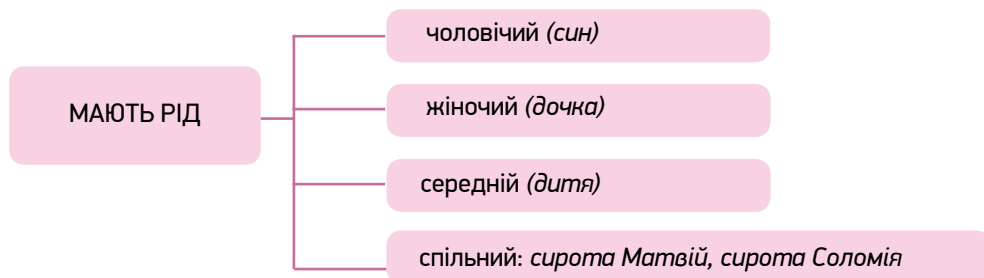 МАЮТЬ РІД
чоловічий (син)
жіночий (дочка)
середній (дитя)
спільний: сирота Матвій, сирота Соломія